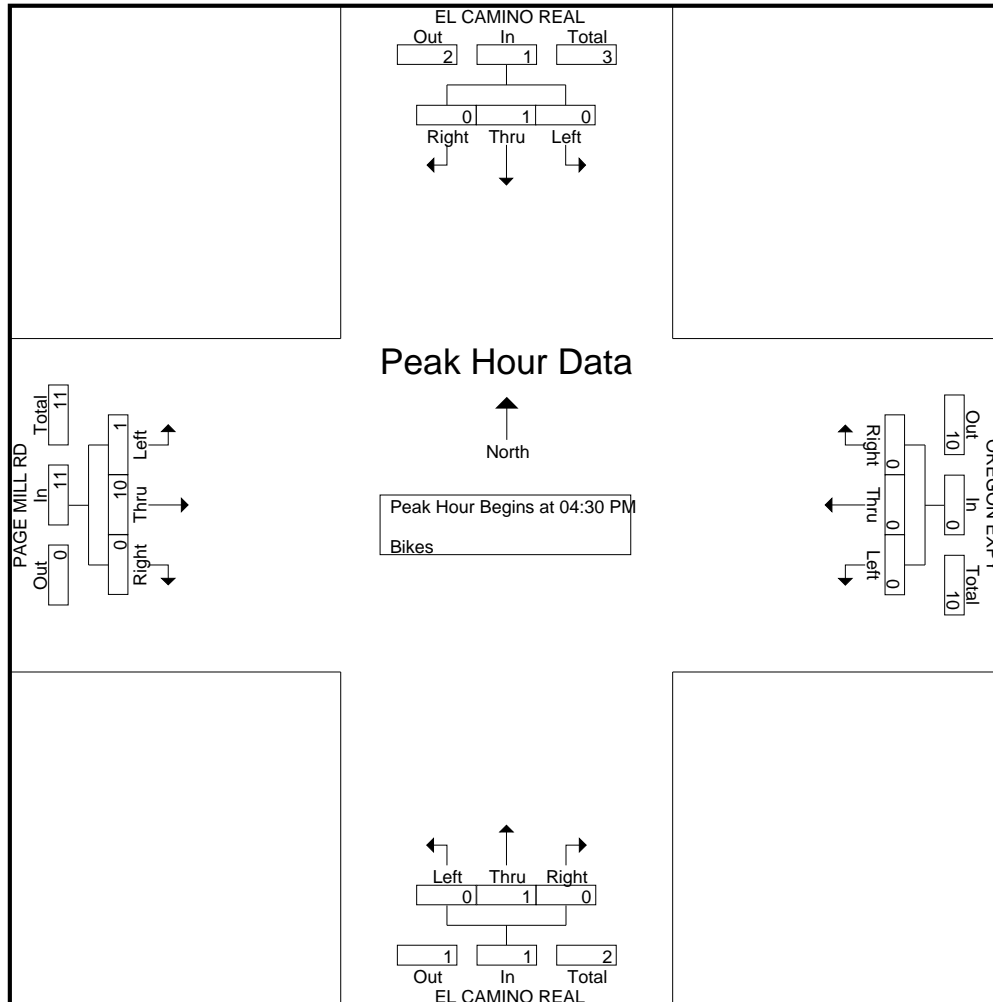 EL CAMINO REAL
Out In Total
2 1 3
0 1 0
Right Thru Left
Peak Hour Data
North
Peak Hour Begins at 04:30 PM
Bikes
PAGE MILL RD
Out In Total
0 11 11
1 10 0
Left Thru Right
Out In Total
10 0 10
0 0 0
Right Thru Left
Left Thru Right
0 1 0
1 1 2
Out In Total
EL CAMINO REAL